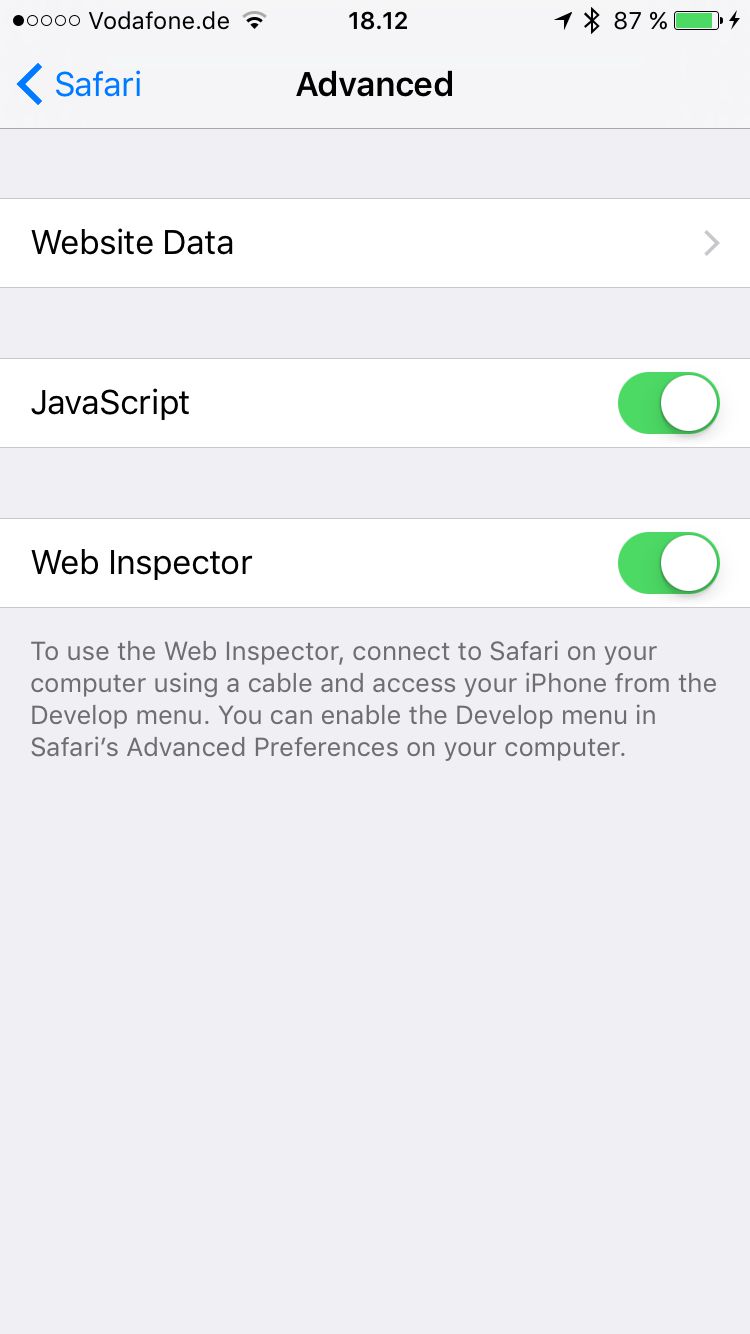 Vodafone.de 18.12 87 %
Safari Advanced
Website Data
JavaScript
Web Inspector
To use the Web Inspector, connect to Safari on your
computer using a cable and access your iPhone from the
Develop menu. You can enable the Develop menu in
Safari’s Advanced Preferences on your computer.